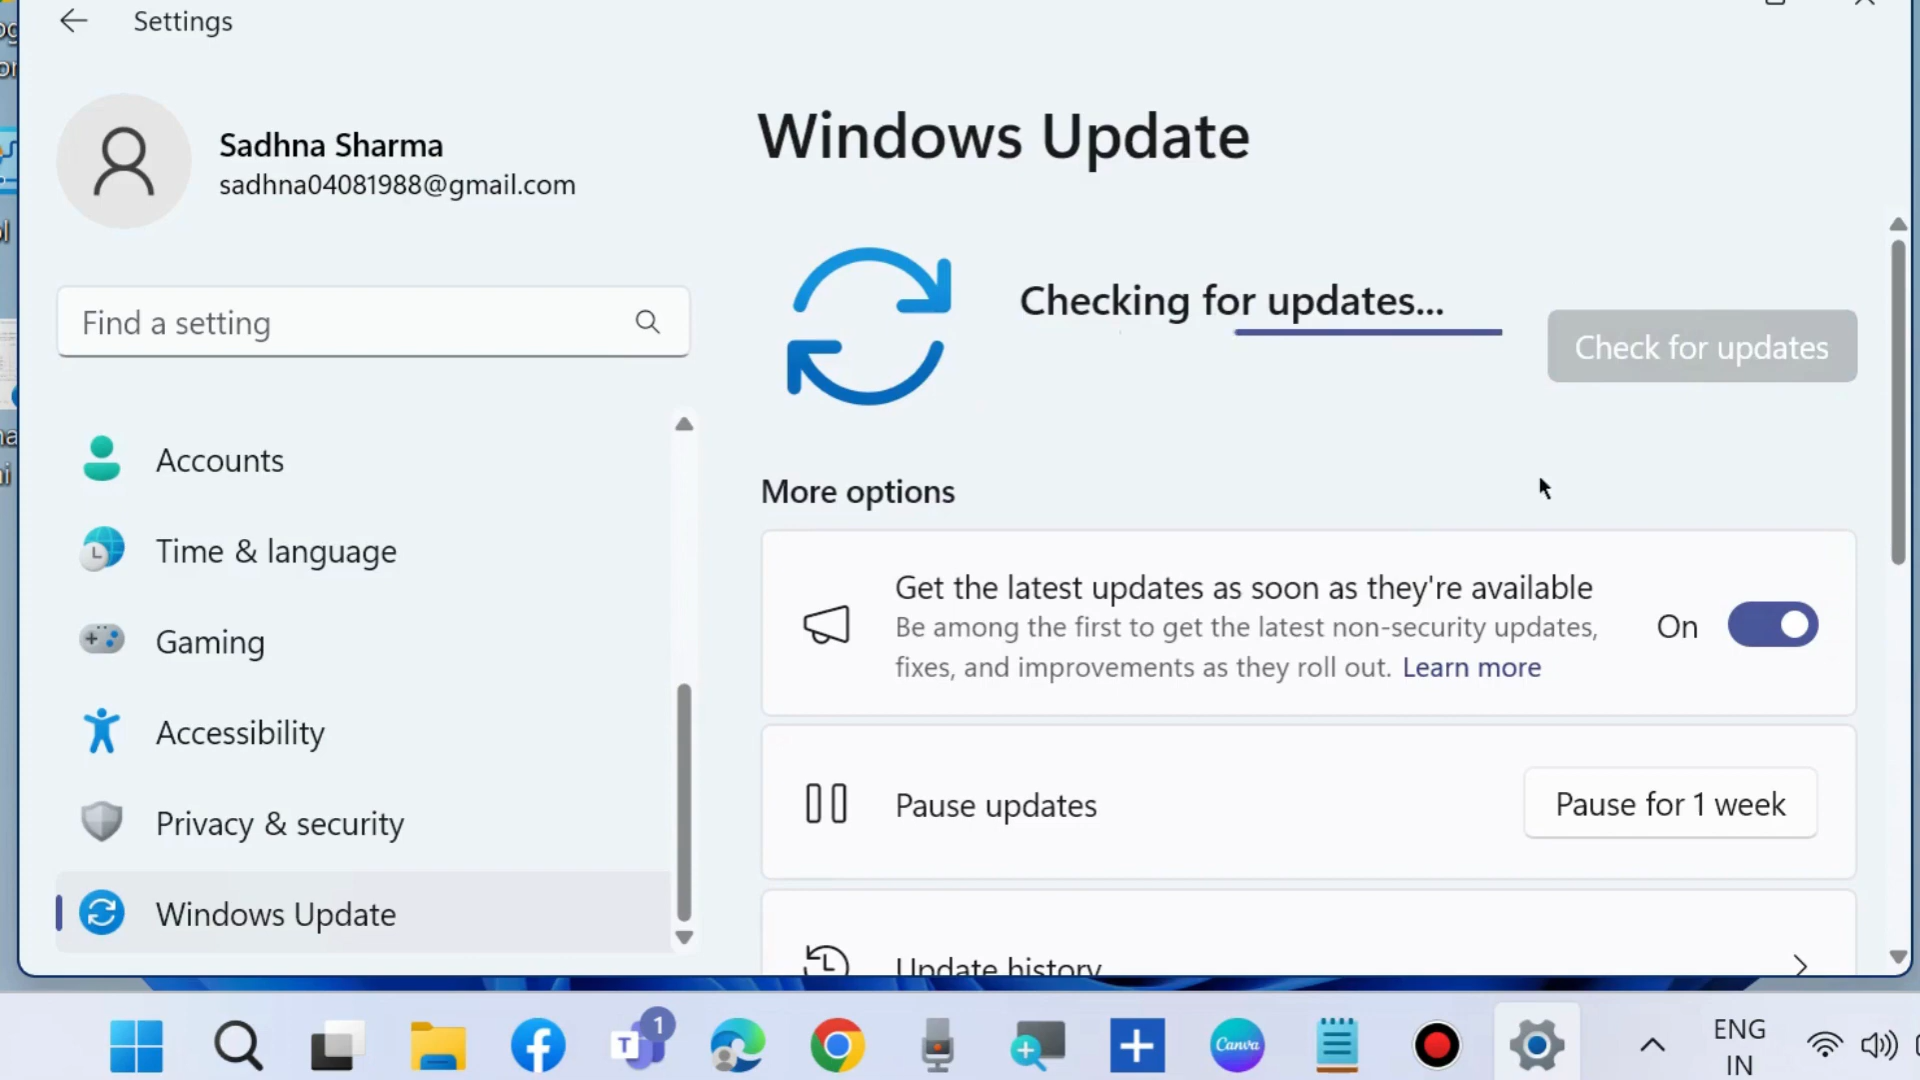 Settings
Sadhna Sharma
sadhna04081988@gmail.com
Find a setting
Accounts
Time & language
Gaming
Accessibility
Privacy & security
Windows Update
Windows Update
Checking for updates...
Check for updates
More options
Get the latest updates as soon as they're available
Be among the first to get the latest non-security updates,
fixes, and improvements as they roll out. Learn more
On
Pause updates
Pause for 1 week
Update history
T
1
Canva
ENG
IN